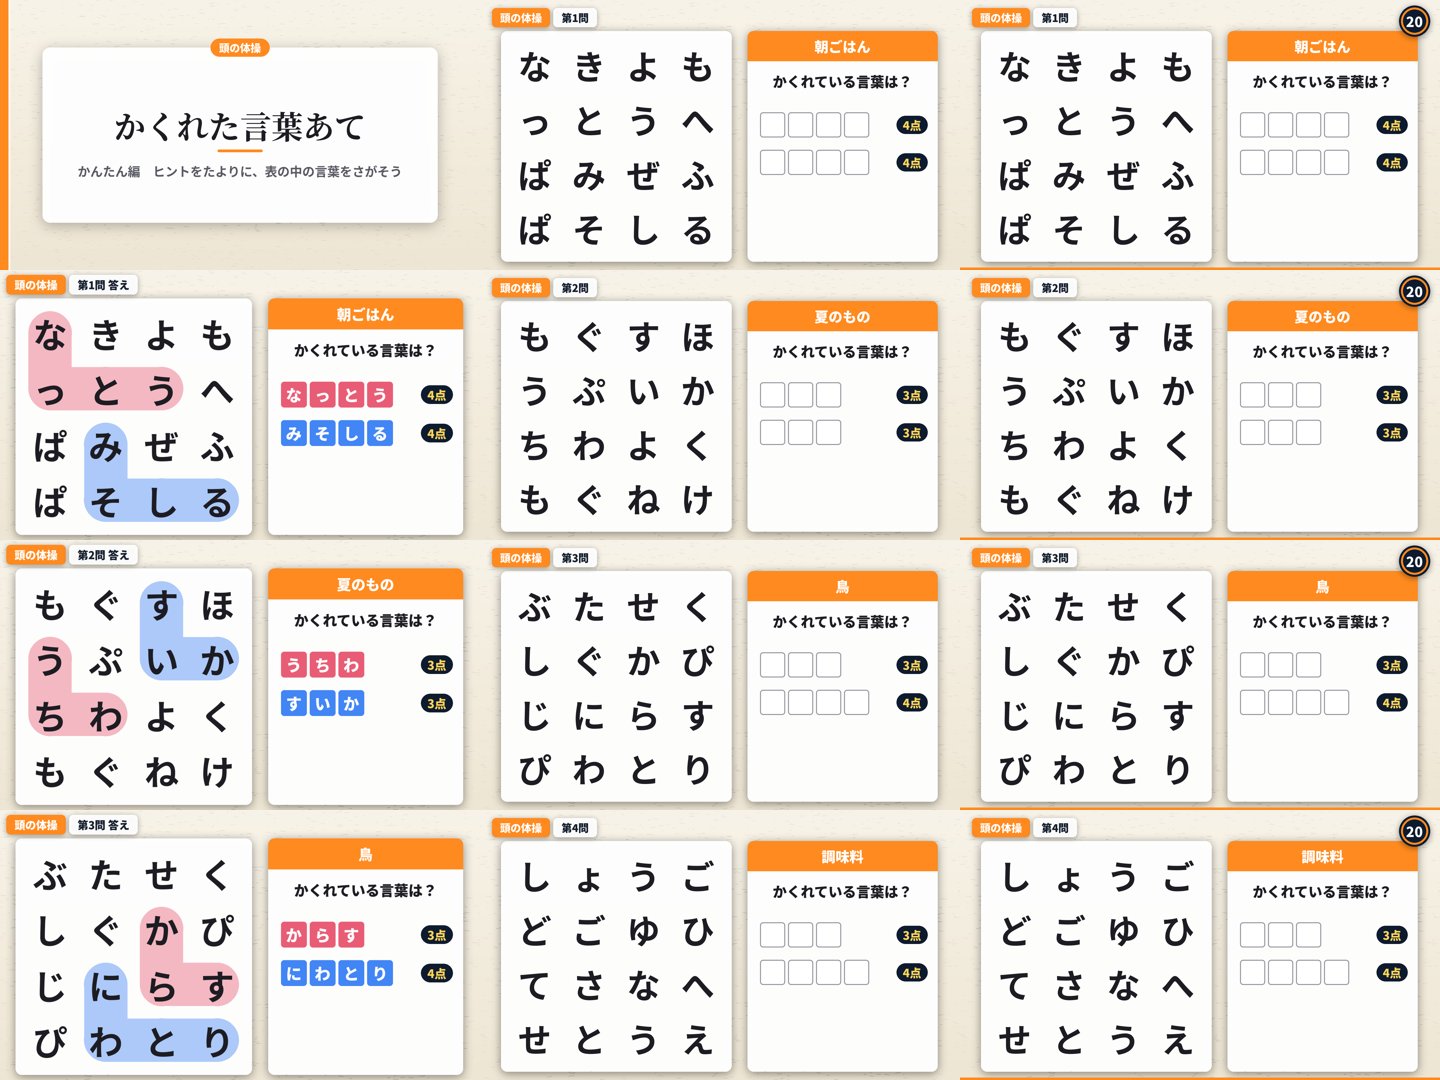 頭の体操
かくれた言葉あて
かんたん編　ヒントをたよりに、表の中の言葉をさがそう
頭の体操 第1問
な き よ も
っ と う へ
ぱ み ぜ ふ
ぱ そ し る
朝ごはん
かくれている言葉は？
4点
4点
頭の体操 第1問
20
な き よ も
っ と う へ
ぱ み ぜ ふ
ぱ そ し る
朝ごはん
かくれている言葉は？
4点
4点
頭の体操 第1問 答え
な き よ も
っ と う へ
ぱ み ぜ ふ
ぱ そ し る
朝ごはん
かくれている言葉は？
なっとう 4点
みそしる 4点
頭の体操 第2問
も ぐ す ほ
う ぷ い か
ち わ よ く
も ぐ ね け
夏のもの
かくれている言葉は？
3点
3点
頭の体操 第2問
20
も ぐ す ほ
う ぷ い か
ち わ よ く
も ぐ ね け
夏のもの
かくれている言葉は？
3点
3点
頭の体操 第2問 答え
も ぐ す ほ
う ぷ い か
ち わ よ く
も ぐ ね け
夏のもの
かくれている言葉は？
うちわ 3点
すいか 3点
頭の体操 第3問
ぶ た せ く
し ぐ か ぴ
じ に ら す
ぴ わ と り
鳥
かくれている言葉は？
3点
4点
頭の体操 第3問
20
ぶ た せ く
し ぐ か ぴ
じ に ら す
ぴ わ と り
鳥
かくれている言葉は？
3点
4点
頭の体操 第3問 答え
ぶ た せ く
し ぐ か ぴ
じ に ら す
ぴ わ と り
鳥
かくれている言葉は？
からす 3点
にわとり 4点
頭の体操 第4問
し ょ う ご
ど ご ゆ ひ
て さ な へ
せ と う え
調味料
かくれている言葉は？
3点
4点
頭の体操 第4問
20
し ょ う ご
ど ご ゆ ひ
て さ な へ
せ と う え
調味料
かくれている言葉は？
3点
4点